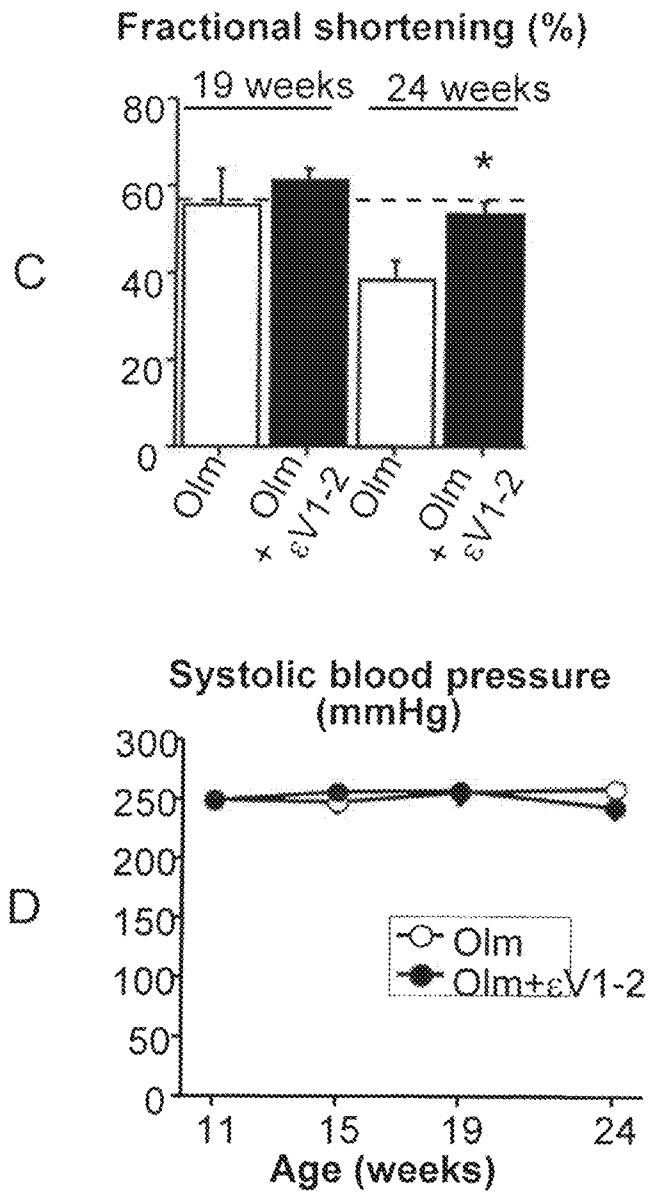 Fractional shortening (%)
19 weeks 24 weeks
80
60
40
20
0
*
C
Olm
Olm
+ εV1-2
Olm
Olm
+ εV1-2
Systolic blood pressure
(mmHg)
300
250
200
150
100
50
0
D
Olm
Olm+εV1-2
11 15 19 24
Age (weeks)